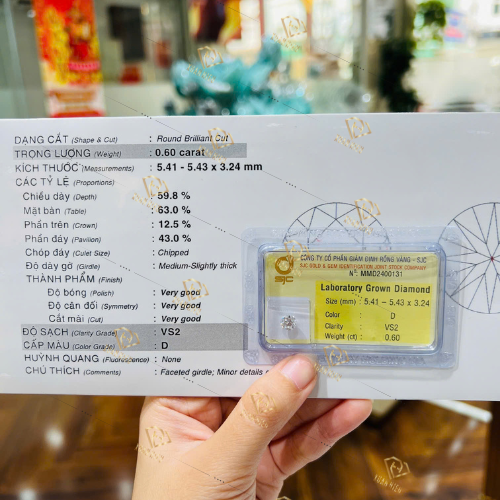 DẠNG CẮT (Shape & Cut) : Round Brilliant Cut
TRỌNG LƯỢNG (Weight) : 0.60 carat
KÍCH THƯỚC (Measurements) : 5.41 - 5.43 x 3.24 mm
CÁC TỶ LỆ (Proportions)
Chiều dày (Depth) : 59.8 %
Mặt bàn (Table) : 63.0 %
Phần trên (Crown) : 12.5 %
Phần đáy (Pavilion) : 43.0 %
Chóp đáy (Culet Size) : Chipped
Độ dày gờ (Girdle) : Medium-Slightly thick
THÀNH PHẨM (Finish)
Độ bóng (Polish) : Very good
Độ cân đối (Symmetry) : Very good
Cắt mài (Cut) : Very good
ĐỘ SẠCH (Clarity Grade) : VS2
CẤP MÀU (Color Grade) : D
HUỲNH QUANG (Fluorescence) : None
CHÚ THÍCH (Comments) : Faceted girdle; Minor details
SJC
CÔNG TY CỔ PHẦN GIÁM ĐỊNH HỒNG VÀNG - SJC
SJC GOLD & GEM IDENTIFICATION JOINT STOCK COMPANY
Nº: MMD2400131
Laboratory Grown Diamond
Size (mm) : 5.41 – 5.43 x 3.24
Color : D
Clarity : VS2
Weight (ct) : 0.60